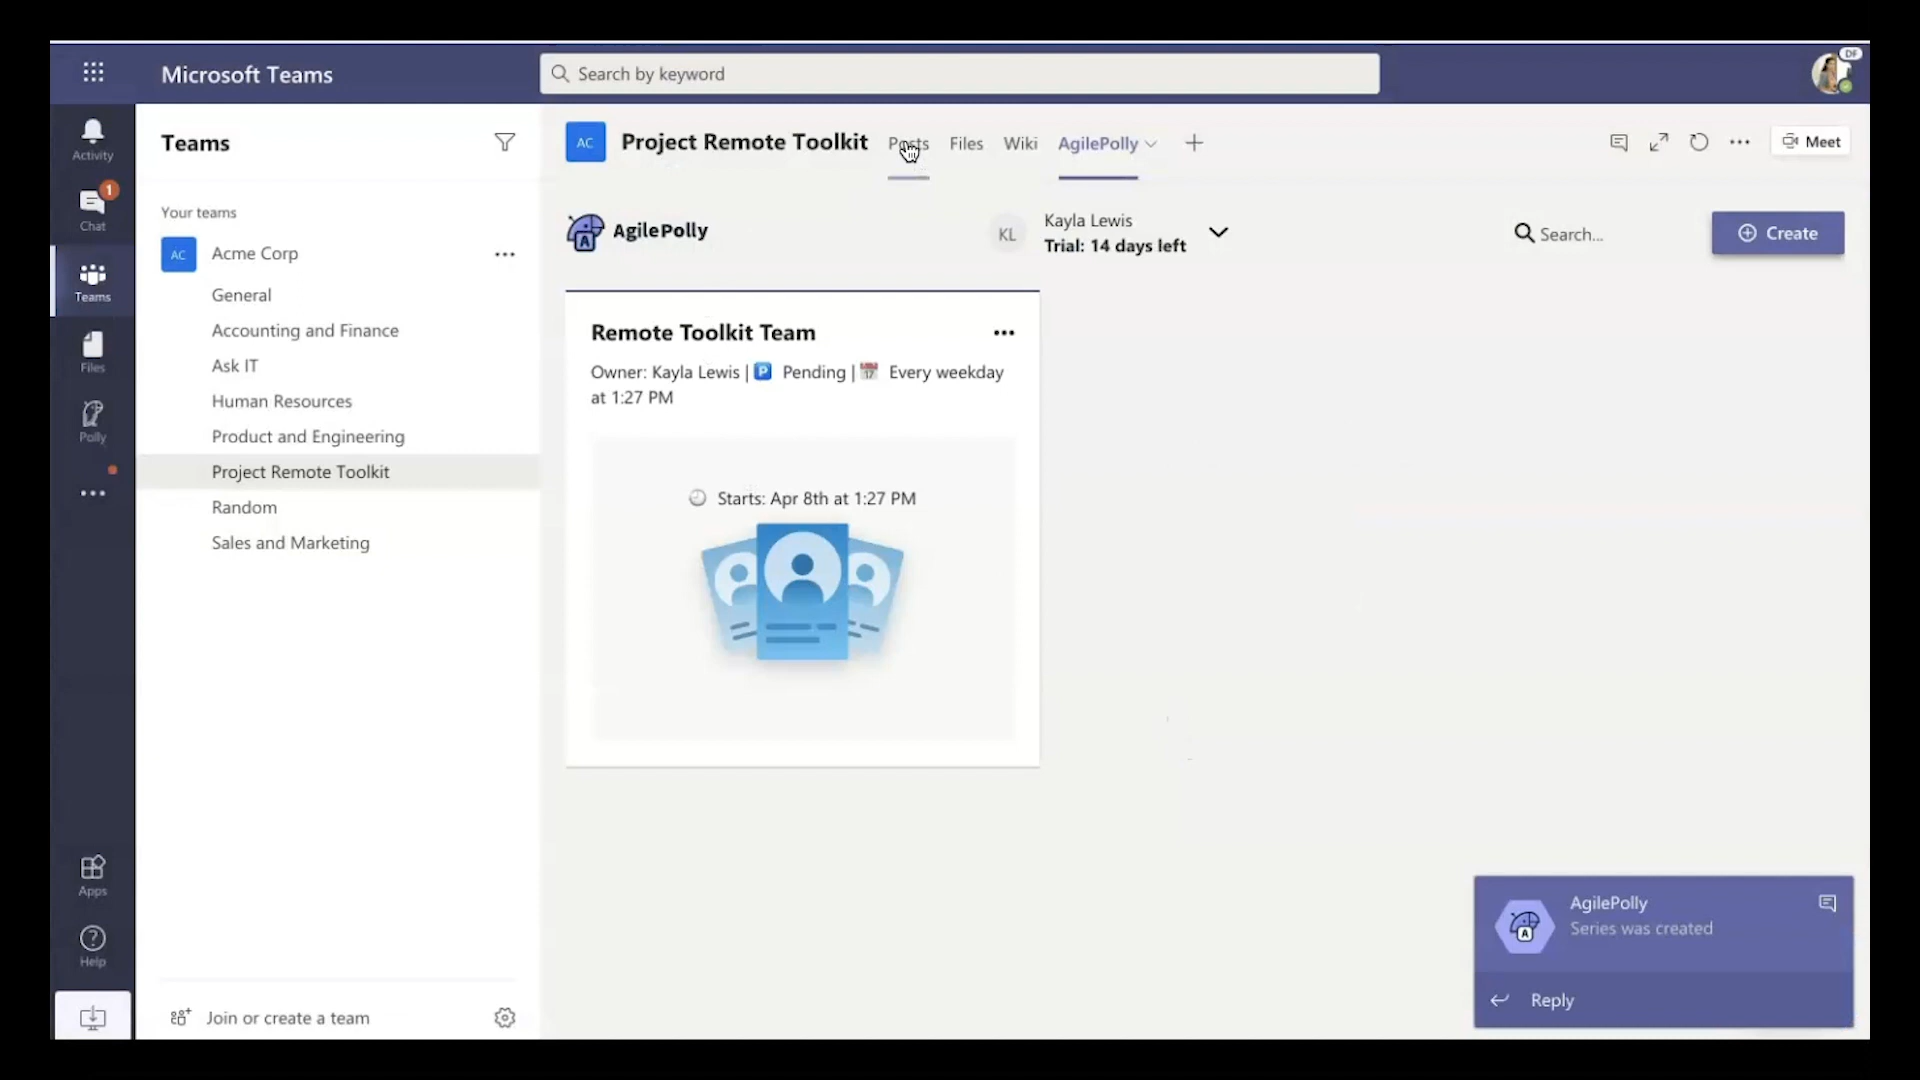 Microsoft Teams
Search by keyword
DF
Activity
1
Chat
Teams
Files
Polly
Apps
Help
Teams
Your teams
AC Acme Corp
General
Accounting and Finance
Ask IT
Human Resources
Product and Engineering
Project Remote Toolkit
Random
Sales and Marketing
Join or create a team
AC Project Remote Toolkit Posts Files Wiki AgilePolly
Meet
A AgilePolly
KL Kayla Lewis
Trial: 14 days left
Search...
Create
Remote Toolkit Team
Owner: Kayla Lewis | P Pending | 17 Every weekday
at 1:27 PM
Starts: Apr 8th at 1:27 PM
A AgilePolly
Series was created
Reply